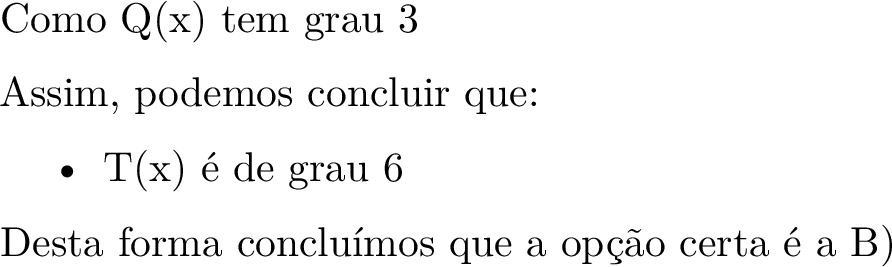 Como Q(x) tem grau 3
Assim, podemos concluir que:
• T(x) é de grau 6
Desta forma concluímos que a opção certa é a B)